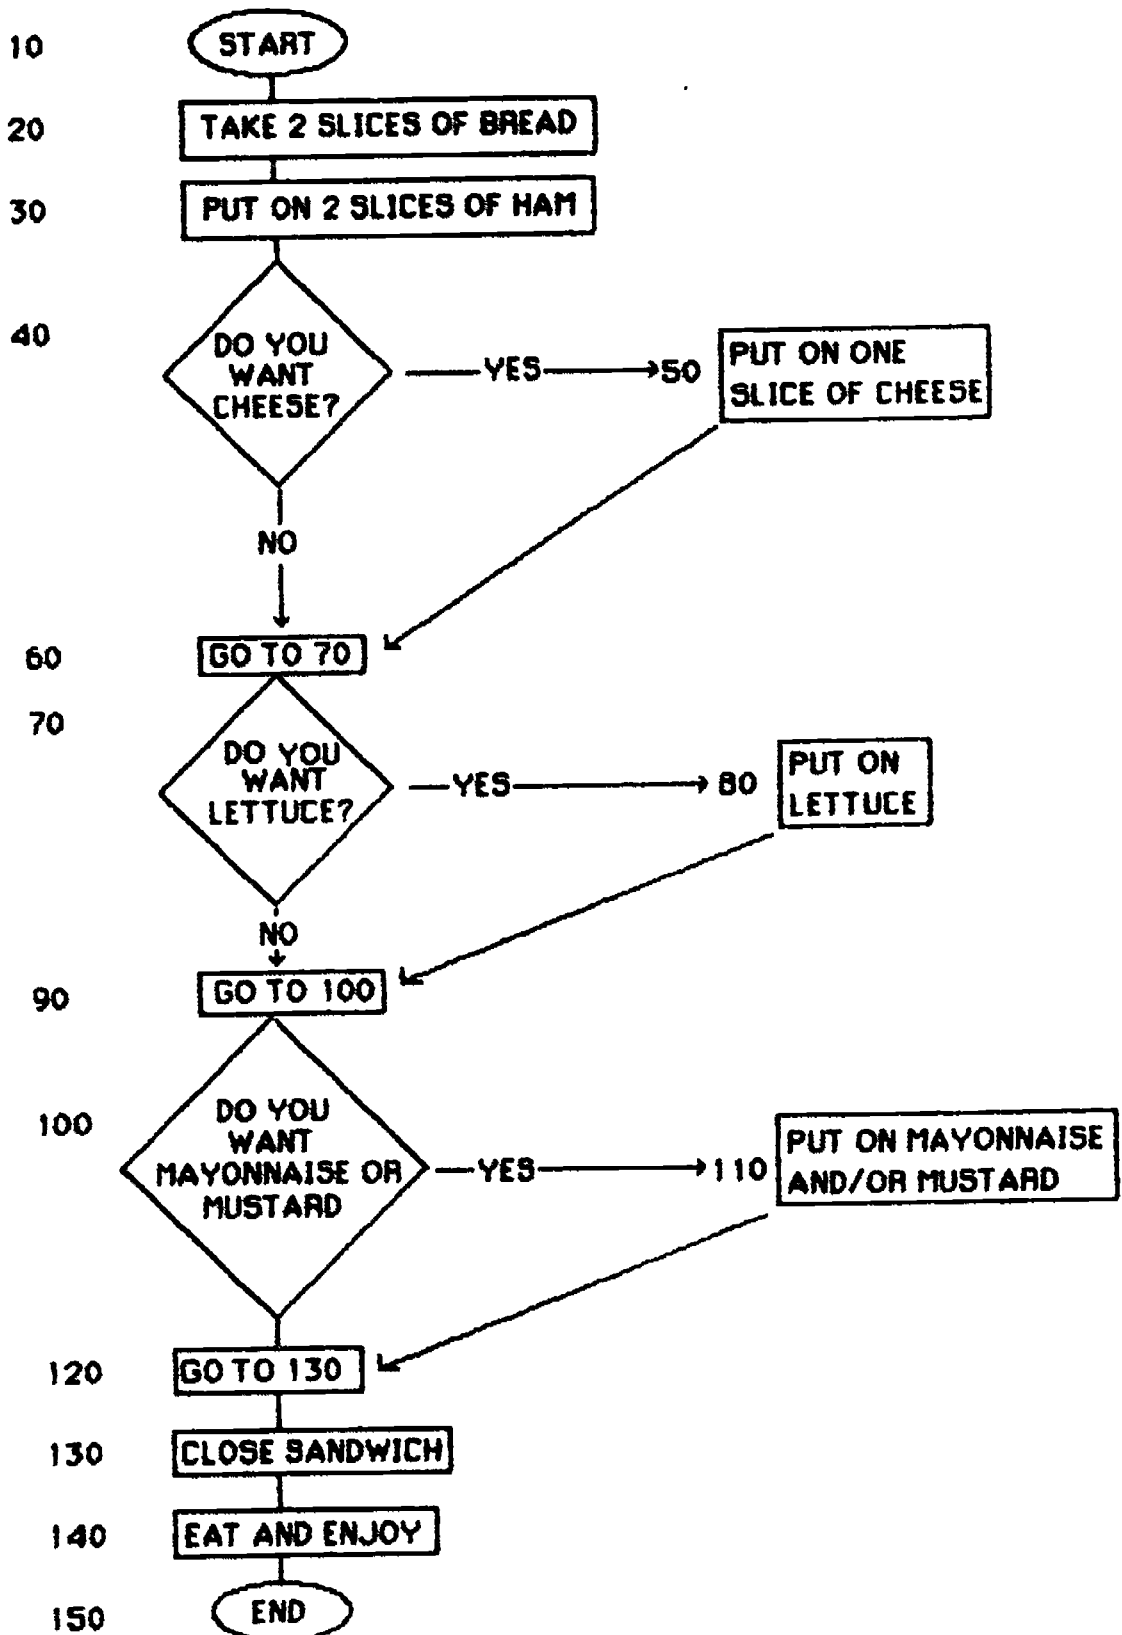 10 START
20 TAKE 2 SLICES OF BREAD
30 PUT ON 2 SLICES OF HAM
40 DO YOU
WANT
CHEESE?
YES
50 PUT ON ONE
SLICE OF CHEESE
NO
60 GO TO 70
70 DO YOU
WANT
LETTUCE?
YES
80 PUT ON
LETTUCE
NO
90 GO TO 100
100 DO YOU
WANT
MAYONNAISE OR
MUSTARD
YES
110 PUT ON MAYONNAISE
AND/OR MUSTARD
120 GO TO 130
130 CLOSE SANDWICH
140 EAT AND ENJOY
150 END